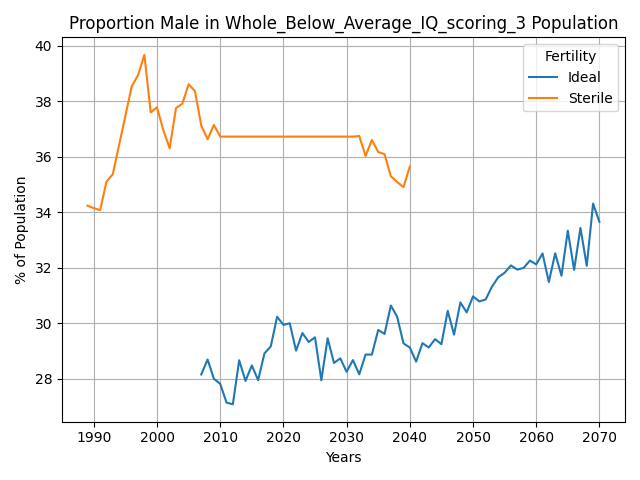 Proportion Male in Whole_Below_Average_IQ_scoring_3 Population
% of Population
40
38
36
34
32
30
28
Fertility
Ideal
Sterile
1990 2000 2010 2020 2030 2040 2050 2060 2070
Years